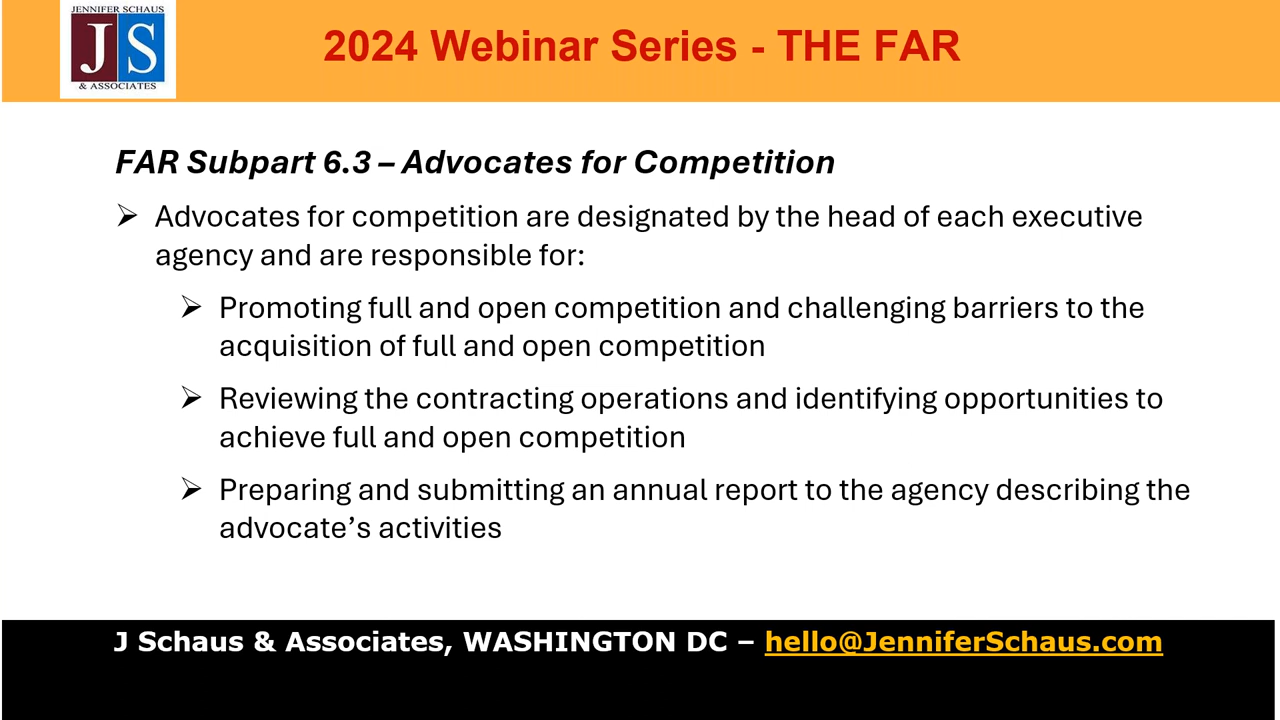 JENNIFER SCHAUS
JS
& ASSOCIATES
2024 Webinar Series - THE FAR
FAR Subpart 6.3 – Advocates for Competition
➢ Advocates for competition are designated by the head of each executive
agency and are responsible for:
➢ Promoting full and open competition and challenging barriers to the
acquisition of full and open competition
➢ Reviewing the contracting operations and identifying opportunities to
achieve full and open competition
➢ Preparing and submitting an annual report to the agency describing the
advocate’s activities
J Schaus & Associates, WASHINGTON DC – hello@JenniferSchaus.com